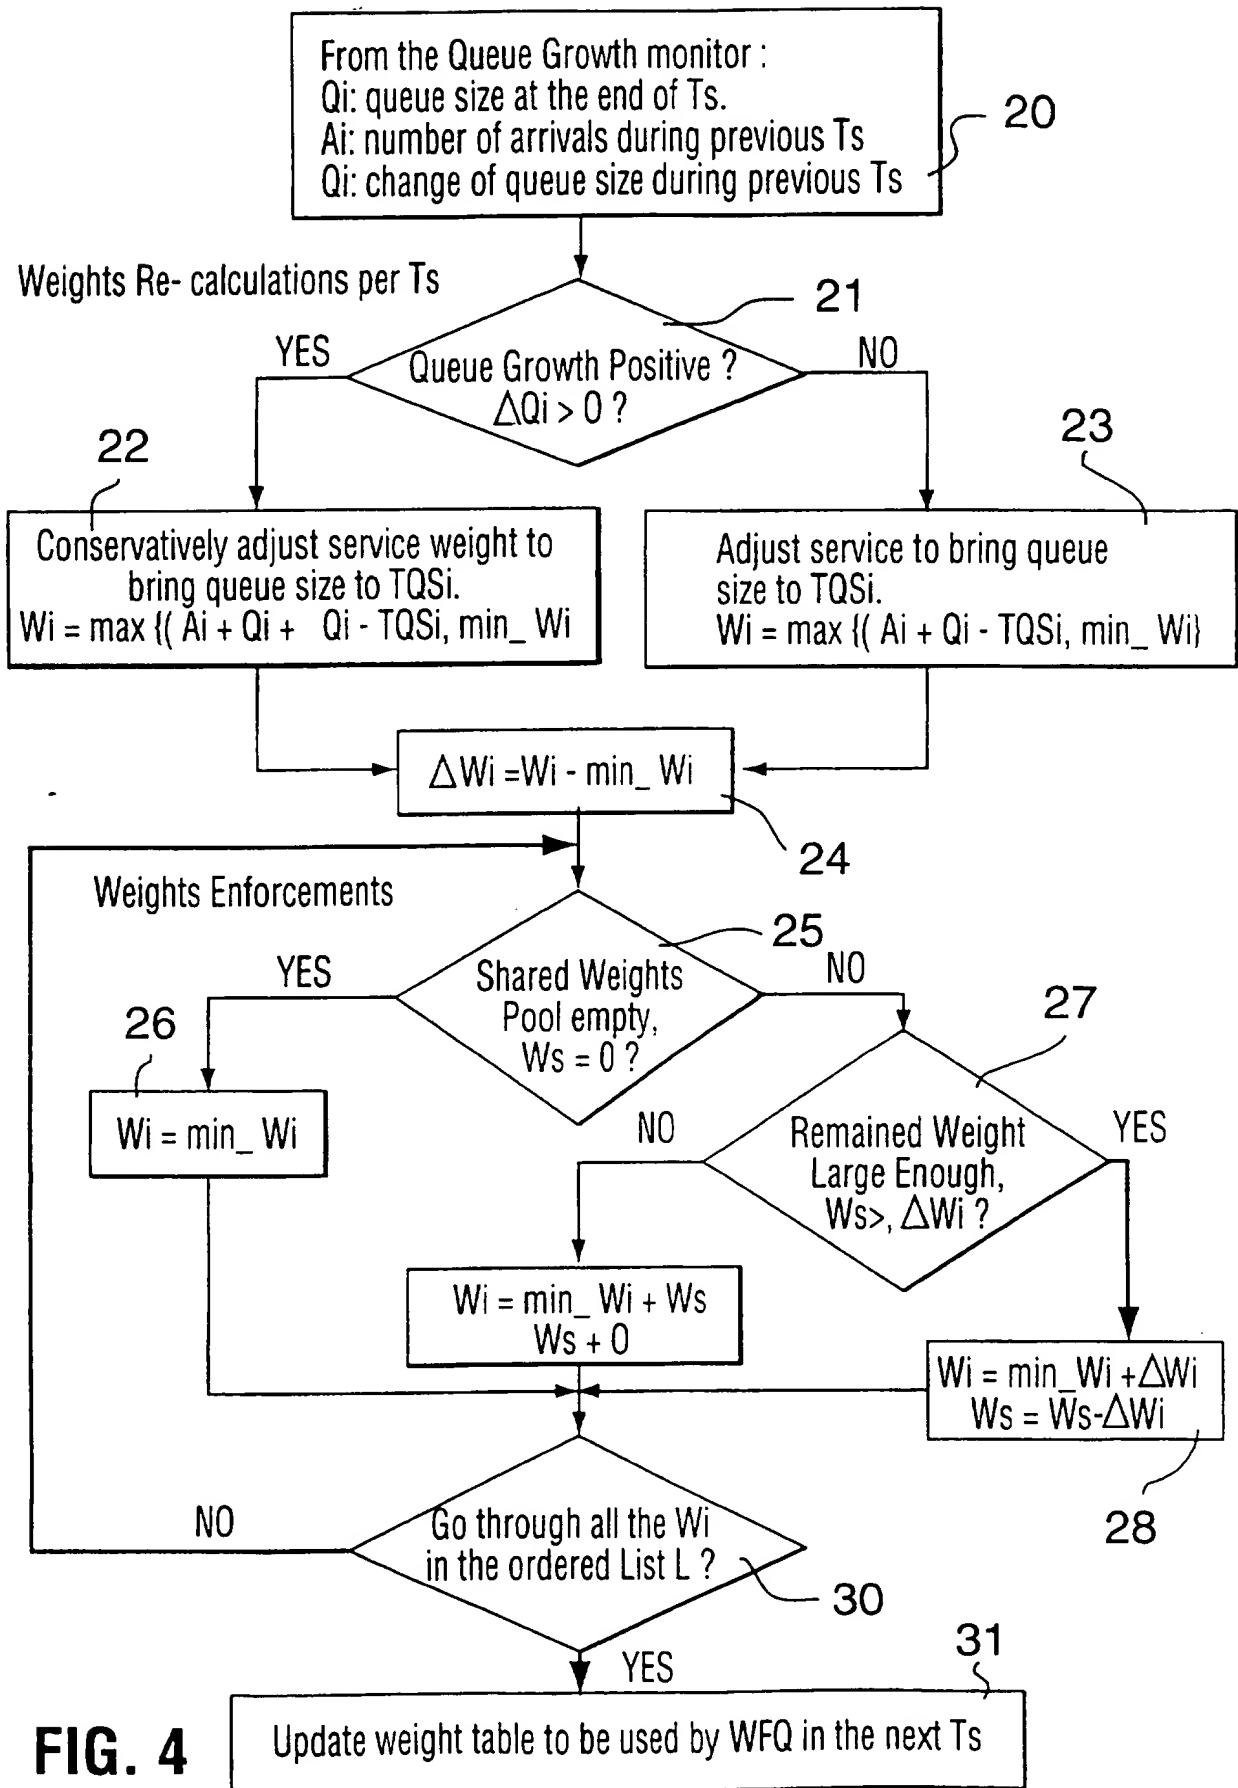 From the Queue Growth monitor :
Qi: queue size at the end of Ts.
Ai: number of arrivals during previous Ts
Qi: change of queue size during previous Ts
20
Weights Re- calculations per Ts
21
YES
NO
Queue Growth Positive ?
ΔQi > 0 ?
22
23
Conservatively adjust service weight to
bring queue size to TQSi.
Wi = max {( Ai + Qi + Qi - TQSi, min_ Wi
Adjust service to bring queue
size to TQSi.
Wi = max {( Ai + Qi - TQSi, min_ Wi}
ΔWi =Wi - min_ Wi
24
Weights Enforcements
25
YES
NO
Shared Weights
Pool empty,
Ws = 0 ?
26
27
Wi = min_ Wi
NO
YES
Remained Weight
Large Enough,
Ws>, ΔWi ?
Wi = min_ Wi + Ws
Ws + 0
Wi = min_Wi +ΔWi
Ws = Ws-ΔWi
28
NO
Go through all the Wi
in the ordered List L ?
30
YES
31
Update weight table to be used by WFQ in the next Ts
FIG. 4